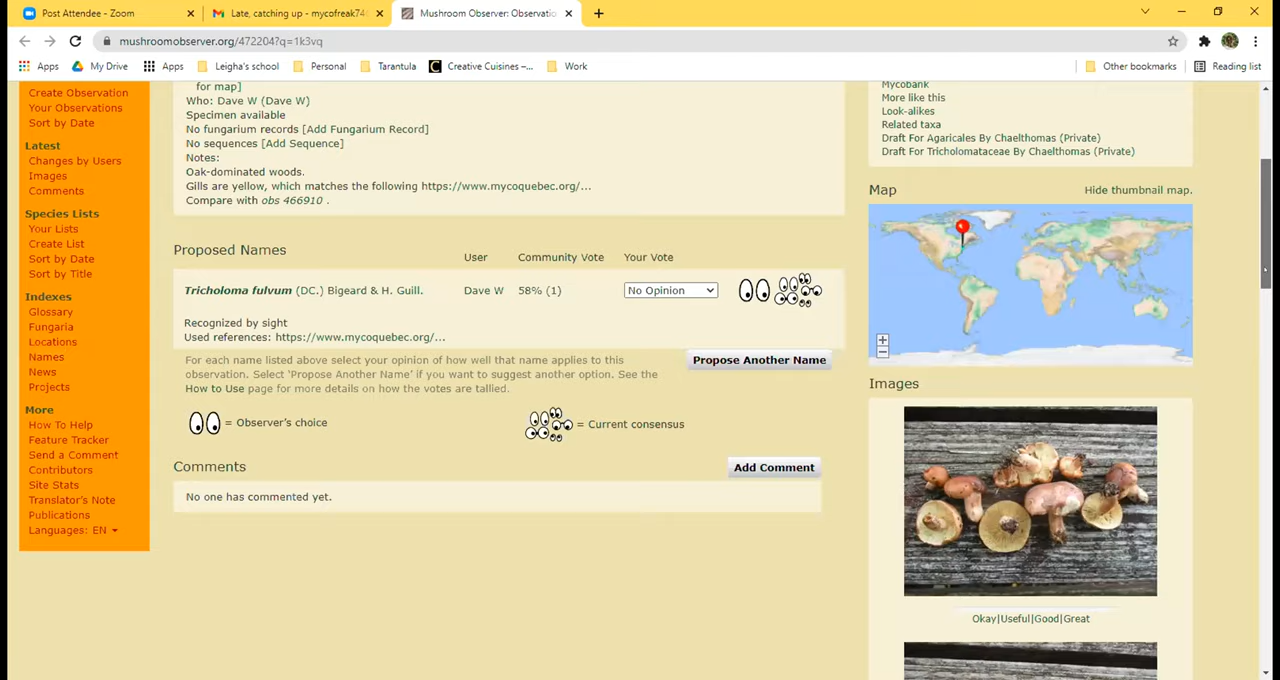 Post Attendee - Zoom
Late, catching up - mycofreak74
Mushroom Observer: Observatio
mushroomobserver.org/472204?q=1k3vq
Apps
My Drive
Apps
Leigha's school
Personal
Tarantula
Creative Cuisines –...
Work
Other bookmarks
Reading list
Create Observation
Your Observations
Sort by Date
Latest
Changes by Users
Images
Comments
Species Lists
Your Lists
Create List
Sort by Date
Sort by Title
Indexes
Glossary
Fungaria
Locations
Names
News
Projects
More
How To Help
Feature Tracker
Send a Comment
Contributors
Site Stats
Translator's Note
Publications
Languages: EN
for map]
Who: Dave W (Dave W)
Specimen available
No fungarium records [Add Fungarium Record]
No sequences [Add Sequence]
Notes:
Oak-dominated woods.
Gills are yellow, which matches the following https://www.mycoquebec.org/...
Compare with obs 466910 .
Proposed Names
User Community Vote Your Vote
Tricholoma fulvum (DC.) Bigeard & H. Guill. Dave W 58% (1) No Opinion
Recognized by sight
Used references: https://www.mycoquebec.org/...
For each name listed above select your opinion of how well that name applies to this
observation. Select 'Propose Another Name' if you want to suggest another option. See the
How to Use page for more details on how the votes are tallied.
Propose Another Name
= Observer's choice
= Current consensus
Comments
Add Comment
No one has commented yet.
Mycobank
More like this
Look-alikes
Related taxa
Draft For Agaricales By Chaelthomas (Private)
Draft For Tricholomataceae By Chaelthomas (Private)
Map
Hide thumbnail map.
Images
Okay|Useful|Good|Great